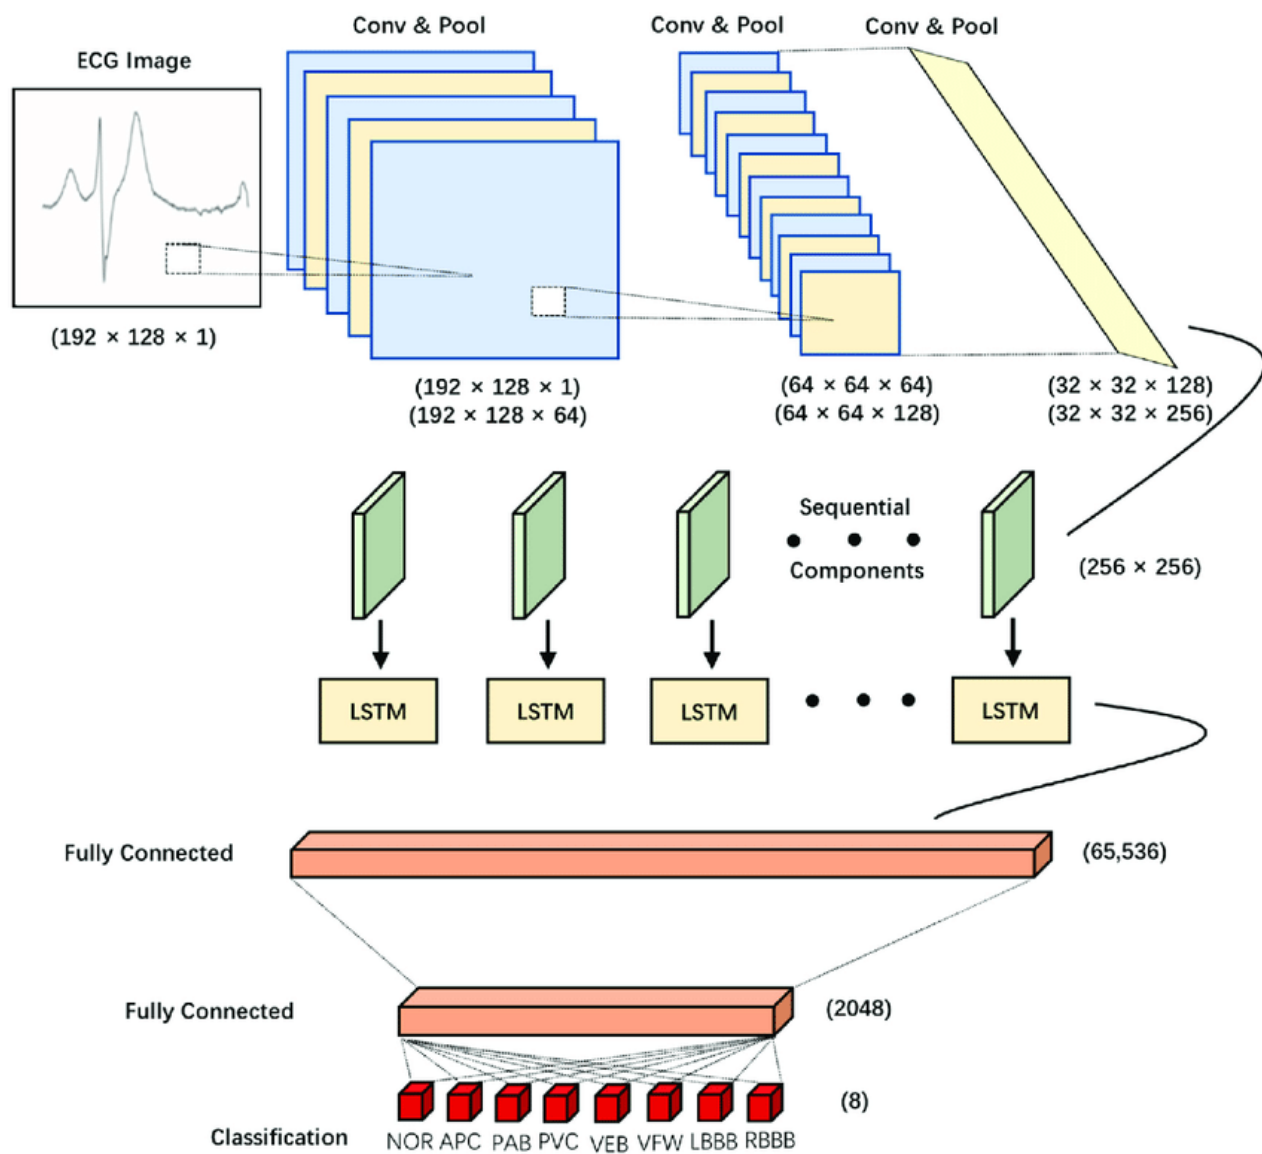 ECG Image
Conv & Pool
Conv & Pool
Conv & Pool
(192 × 128 × 1)
(192 × 128 × 1)
(192 × 128 × 64)
(64 × 64 × 64)
(64 × 64 × 128)
(32 × 32 × 128)
(32 × 32 × 256)
Sequential
Components
(256 × 256)
LSTM
LSTM
LSTM
LSTM
Fully Connected
(65,536)
Fully Connected
(2048)
(8)
Classification
NOR APC PAB PVC VEB VFW LBBB RBBB